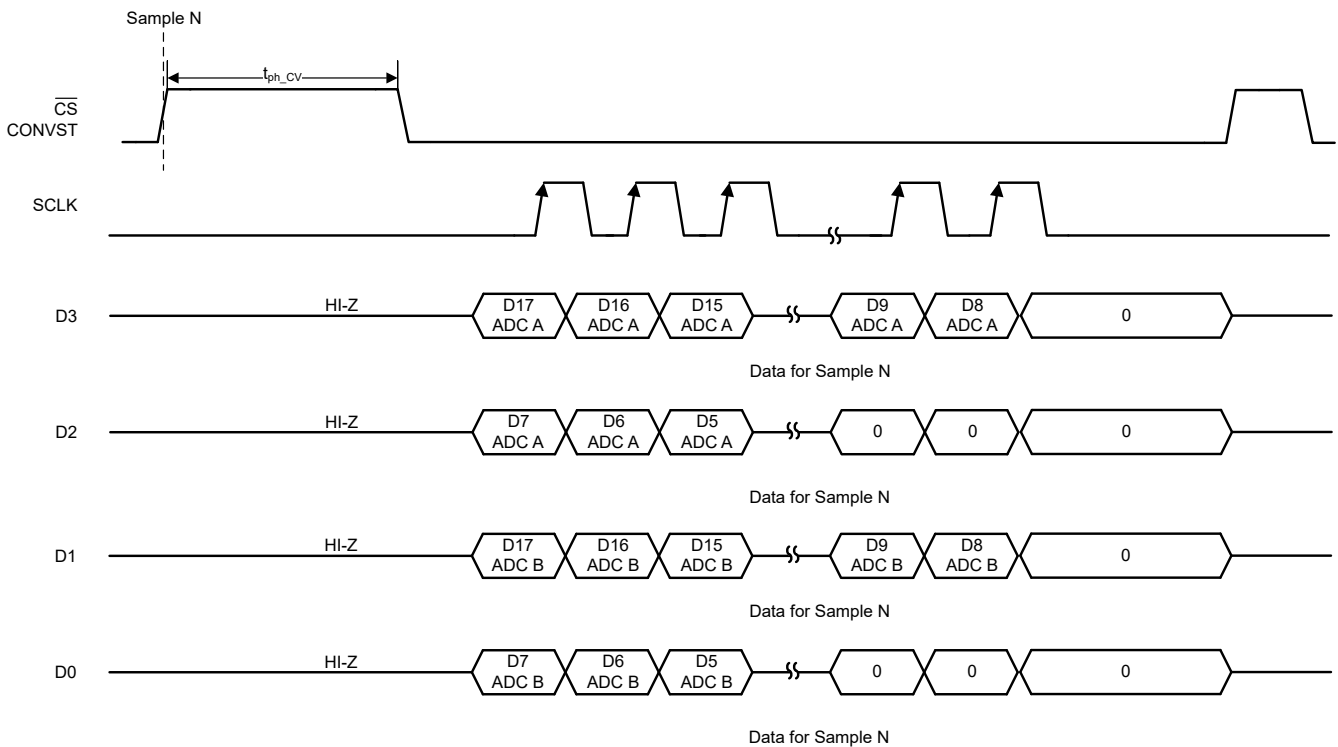 Sample N
tph_CV
CS
CONVST
SCLK
D3
HI-Z
D17
ADC A
D16
ADC A
D15
ADC A
D9
ADC A
D8
ADC A
0
Data for Sample N
D2
HI-Z
D7
ADC A
D6
ADC A
D5
ADC A
0
0
0
Data for Sample N
D1
HI-Z
D17
ADC B
D16
ADC B
D15
ADC B
D9
ADC B
D8
ADC B
0
Data for Sample N
D0
HI-Z
D7
ADC B
D6
ADC B
D5
ADC B
0
0
0
Data for Sample N